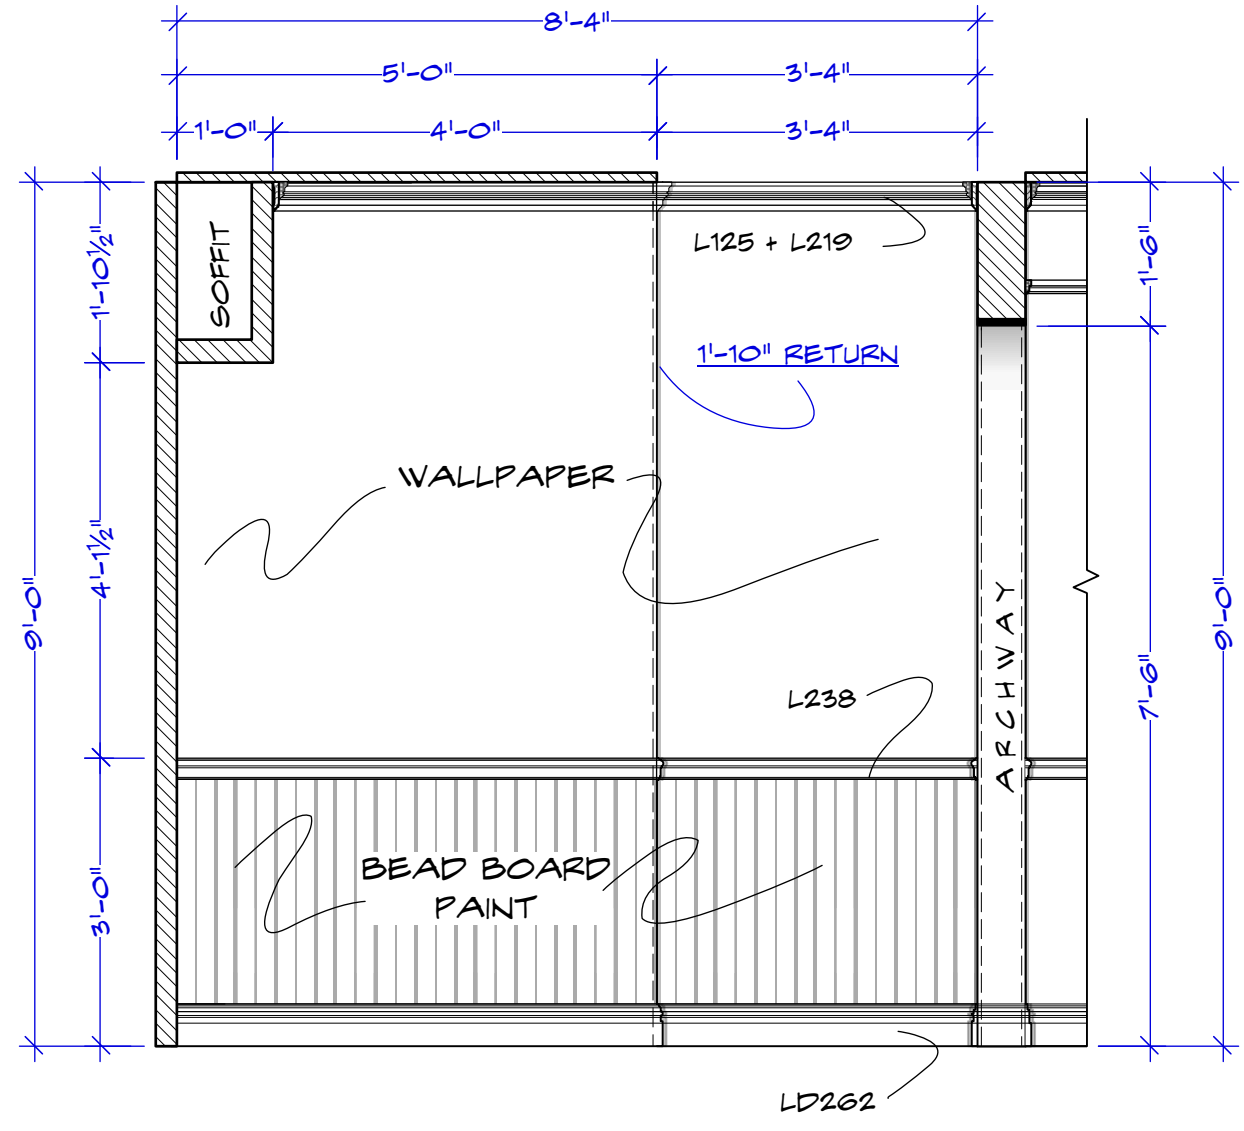 8'-4"
5'-0"
3'-4"
1'-0"
4'-0"
3'-4"
SOFFIT
1'-10½"
L125 + L219
1'-6"
1'-10" RETURN
WALLPAPER
4'-1½"
9'-0"
9'-0"
ARCHWAY
7'-6"
L238
3'-0"
BEAD BOARD
PAINT
LD262